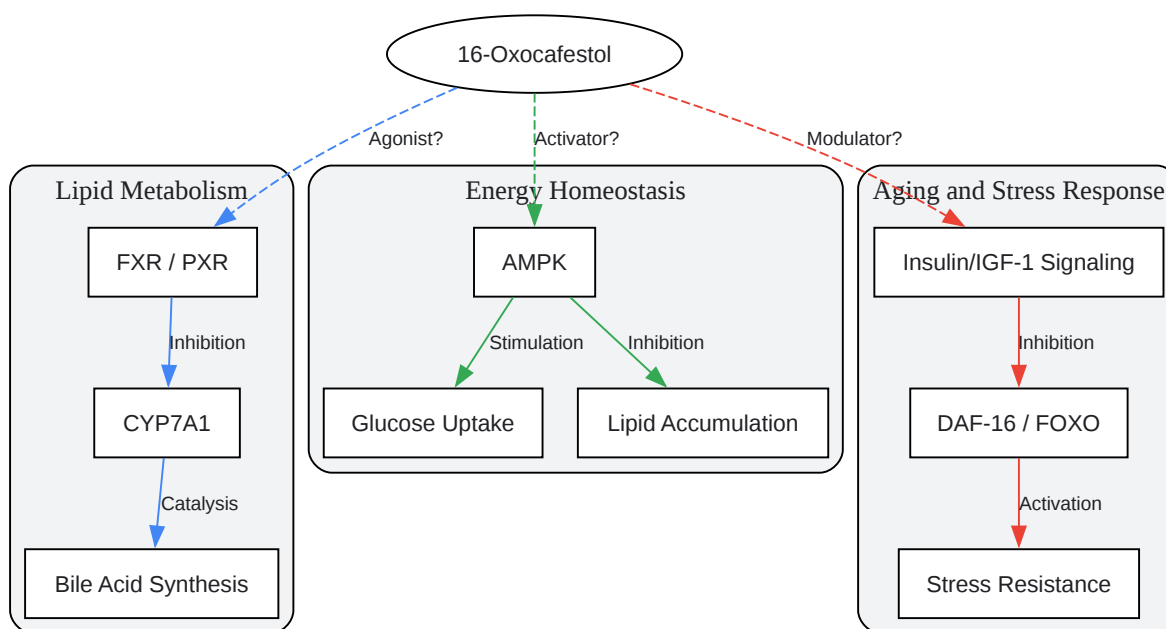 16-Oxocafestol
Agonist?
Activator?
Modulator?
Lipid Metabolism
Energy Homeostasis
Aging and Stress Response
FXR / PXR
AMPK
Insulin/IGF-1 Signaling
Inhibition
Stimulation
Inhibition
Inhibition
CYP7A1
Glucose Uptake
Lipid Accumulation
DAF-16 / FOXO
Catalysis
Activation
Bile Acid Synthesis
Stress Resistance